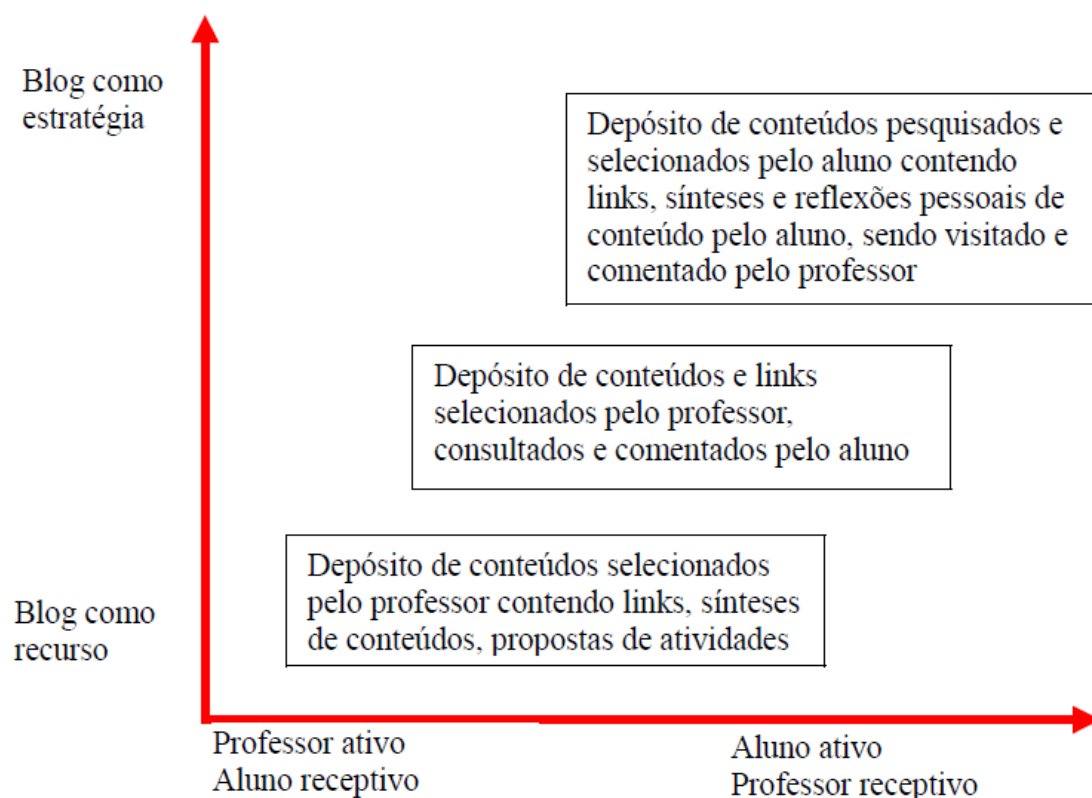 Blog como
estratégia
Depósito de conteúdos pesquisados e
selecionados pelo aluno contendo
links, sínteses e reflexões pessoais de
conteúdo pelo aluno, sendo visitado e
comentado pelo professor
Depósito de conteúdos e links
selecionados pelo professor,
consultados e comentados pelo aluno
Depósito de conteúdos selecionados
pelo professor contendo links, sínteses
de conteúdos, propostas de atividades
Blog como
recurso
Professor ativo
Aluno receptivo
Aluno ativo
Professor receptivo